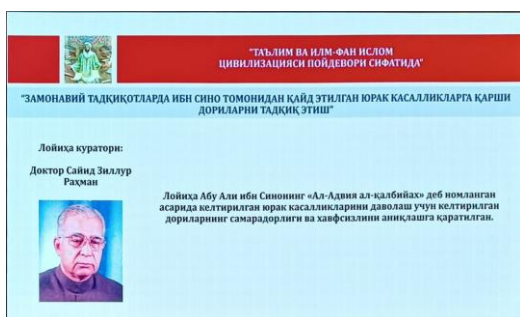 "ТАЪЛИМ ВА ИЛМ-ФАН ИСЛОМ
ЦИВИЛИЗАЦИЯСИ ПОЙДЕВОРИ СИФАТИДА"
"ЗАМОНАВИЙ ТАДҚИҚОТЛАРДА ИБН СИНО ТОМОНИДАН ҚАЙД ЭТИЛГАН ЮРАК КАСАЛЛИКЛАРГА ҚАРШИ
ДОРИЛАРНИ ТАДҚИҚ ЭТИШ"
Лойиҳа куратори:
Доктор Сайид Зиллур
Раҳман
Лойиҳа Абу Али ибн Синонинг «Ал-Адвия ал-қалбийах» деб номланган
асарида келтирилган юрак касалликларини даволаш учун келтирилган
дориларнинг самарадорлиги ва хавфсизлини аниқлашга қаратилган.